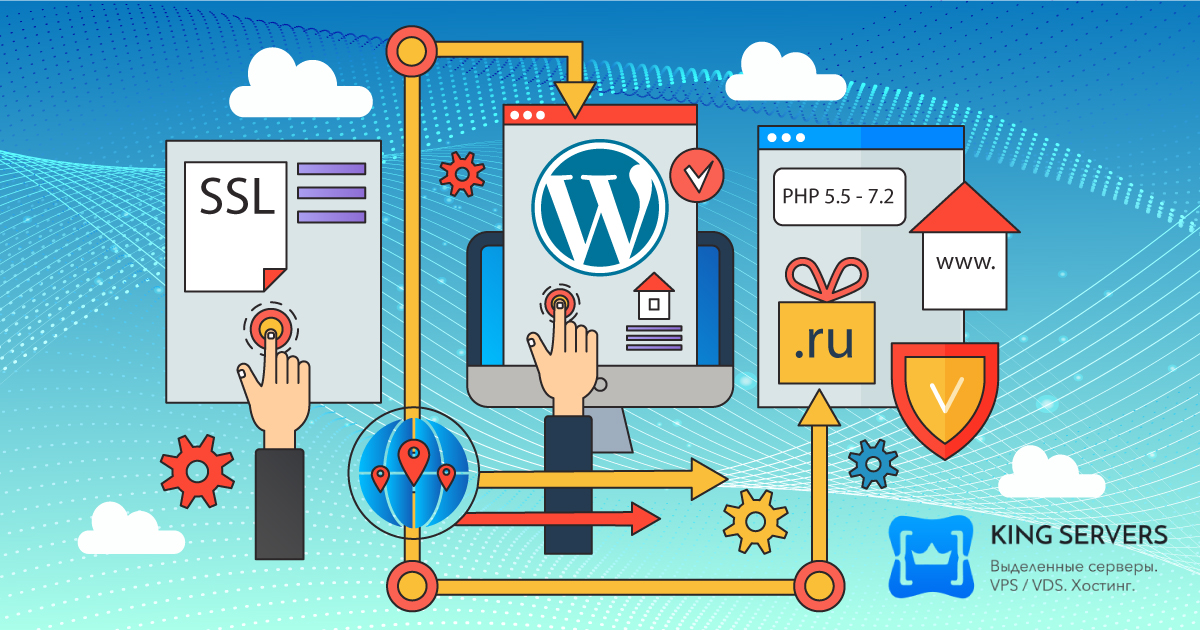 SSL
W
PHP 5.5 - 7.2
www.
.ru
KING SERVERS
Выделенные серверы.
VPS / VDS. Хостинг.